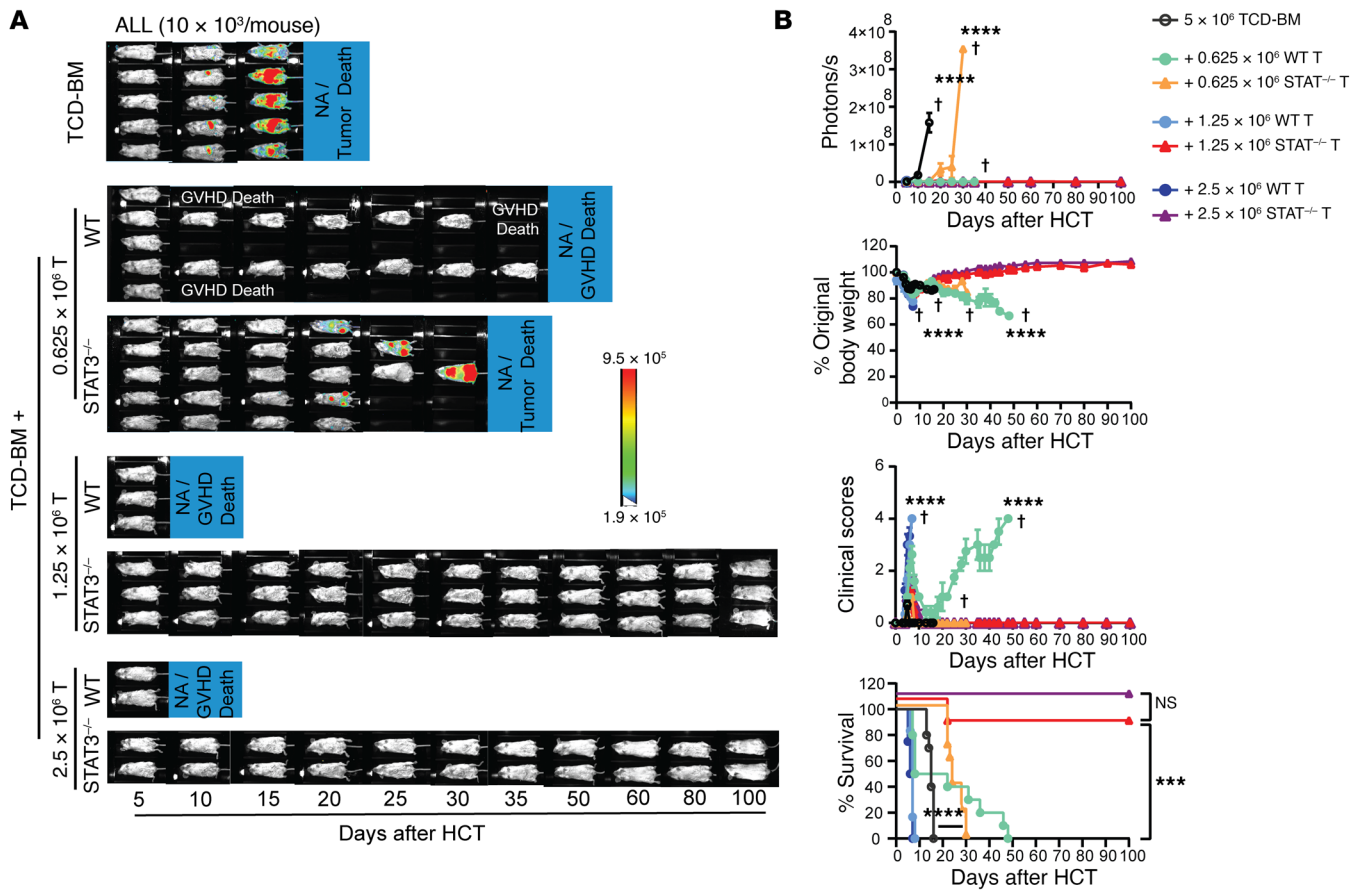 A
ALL (10 × 10³/mouse)
TCD-BM
NA /
Tumor Death
TCD-BM +
0.625 × 10⁶ T
WT
GVHD Death
GVHD Death
GVHD
Death
NA /
GVHD Death
STAT3⁻/⁻
NA /
Tumor Death
9.5 × 10⁵
1.9 × 10⁵
1.25 × 10⁶ T
WT
NA /
GVHD
Death
STAT3⁻/⁻
2.5 × 10⁶ T
WT
NA /
GVHD
Death
STAT3⁻/⁻
5 10 15 20 25 30 35 50 60 80 100
Days after HCT
B
Photons/s
4×10⁸
3×10⁸
2×10⁸
1×10⁸
0
****
†
****
†
†
0 10 20 30 40 50 60 70 80 90 100
Days after HCT
5 × 10⁶ TCD-BM
+ 0.625 × 10⁶ WT T
+ 0.625 × 10⁶ STAT⁻/⁻ T
+ 1.25 × 10⁶ WT T
+ 1.25 × 10⁶ STAT⁻/⁻ T
+ 2.5 × 10⁶ WT T
+ 2.5 × 10⁶ STAT⁻/⁻ T
% Original
body weight
120
100
80
60
40
20
0
† † † †
**** ****
0 10 20 30 40 50 60 70 80 90 100
Days after HCT
Clinical scores
6
4
2
0
**** ****
† †
†
0 10 20 30 40 50 60 70 80 90 100
Days after HCT
% Survival
120
100
80
60
40
20
0
NS
***
****
0 10 20 30 40 50 60 70 80 90 100
Days after HCT